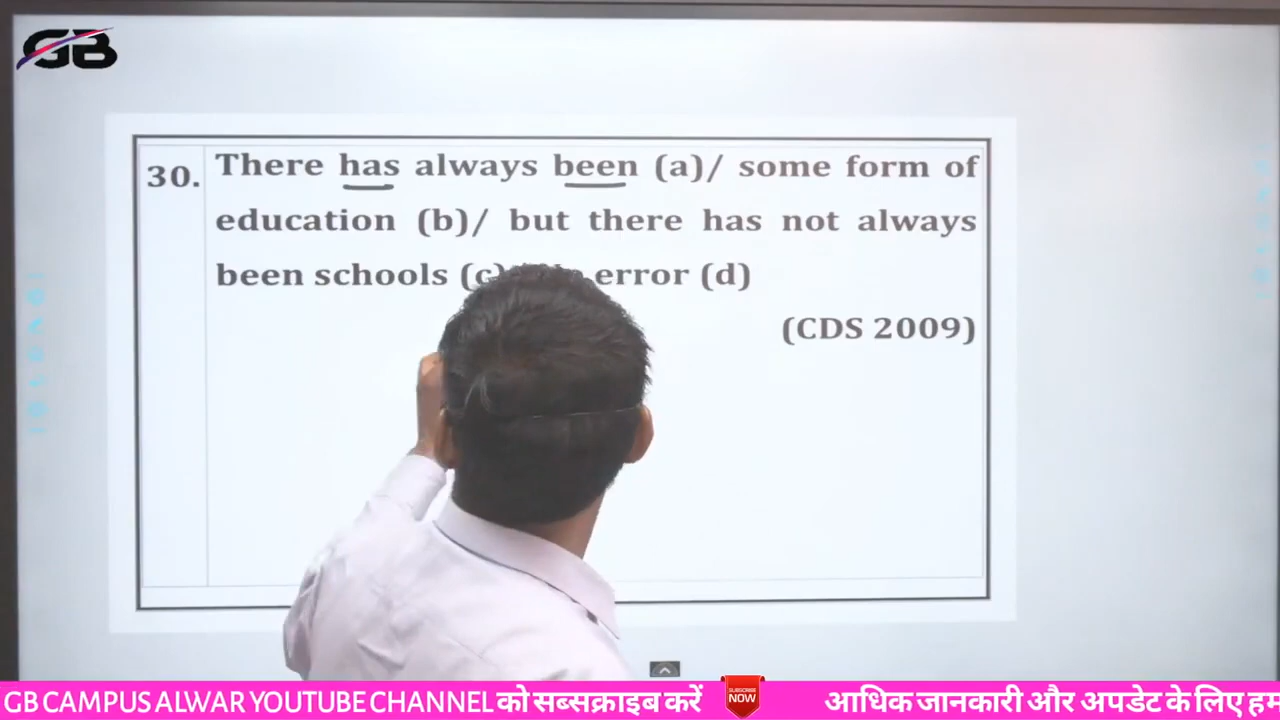 GB
30. There has always been (a)/ some form of
education (b)/ but there has not always
been schools (c) error (d)
(CDS 2009)
GB CAMPUS ALWAR YOUTUBE CHANNEL को सब्सक्राइब करें SUBSCRIBE NOW आधिक जानकारी और अपडेट के लिए हम